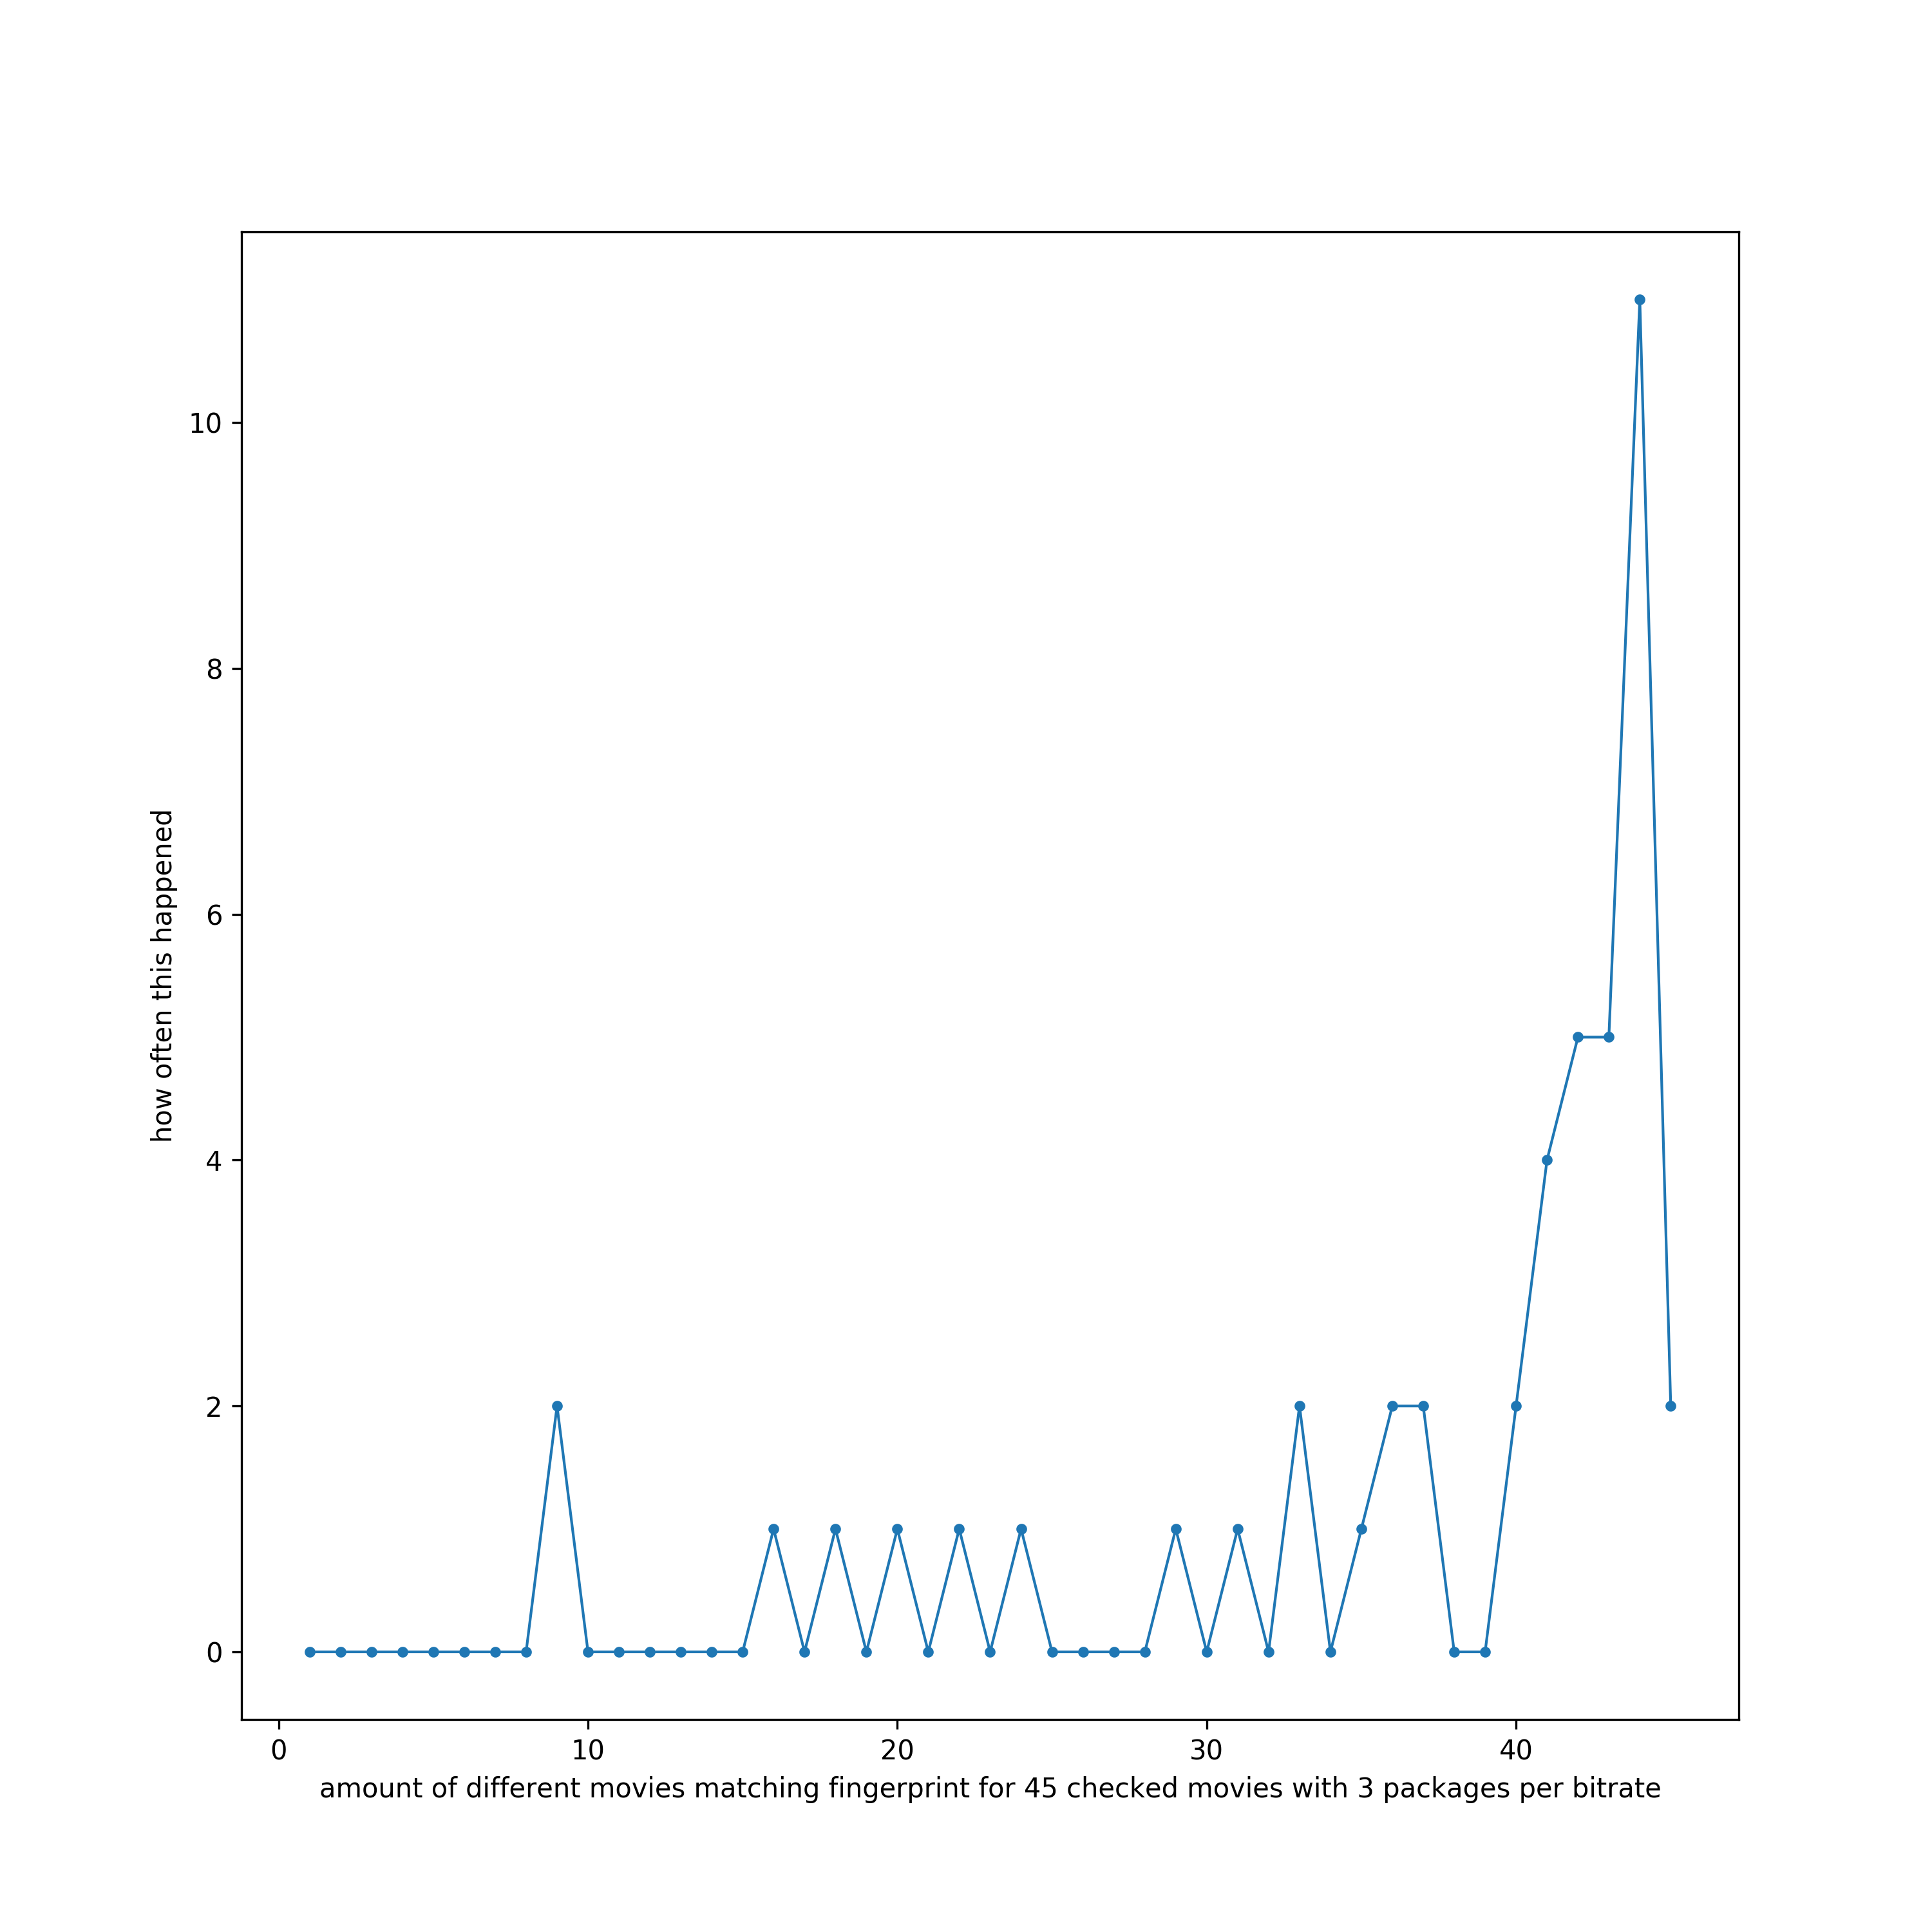 how often this happened
10
8
6
4
2
0
0 10 20 30 40
amount of different movies matching fingerprint for 45 checked movies with 3 packages per bitrate